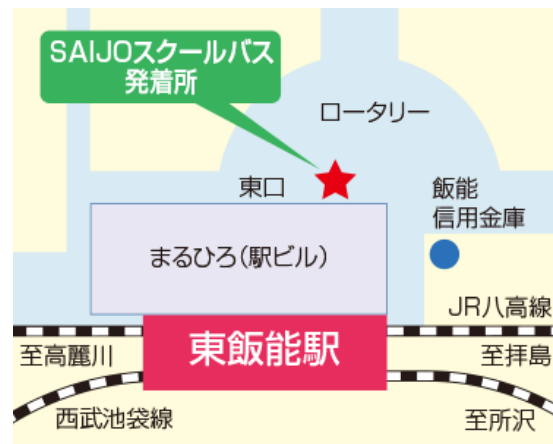 SAIJOスクールバス
発着所
ロータリー
東口
飯能
信用金庫
まるひろ(駅ビル)
JR八高線
東飯能駅
至高麗川
至拝島
西武池袋線
至所沢